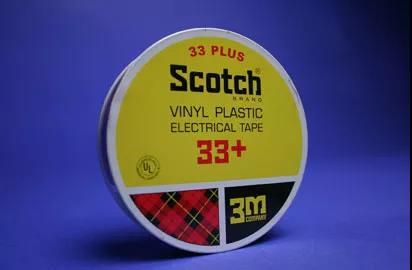 33 PLUS
Scotch®
BRAND
VINYL PLASTIC
ELECTRICAL TAPE
33+
UL
3M
COMPANY